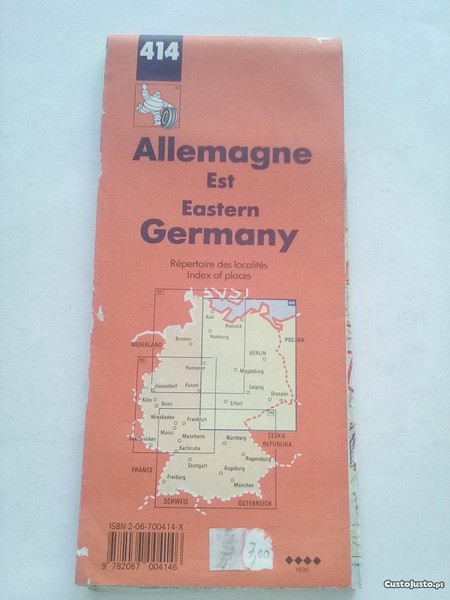 414
Allemagne
Est
Eastern
Germany
Répertoire des localités
Index of places
Kiel
Rostock
Hamburg
Bremen
POLSKA
NEDERLAND
BERLIN
Hannover
Magdeburg
Düsseldorf
Kassel
Leipzig
Dresden
Köln
Bonn
Erfurt
Wiesbaden
Frankfurt
Mainz
Mannheim
Nürnberg
ČESKÁ
REPUBLIKA
Saarbrücken
Karlsruhe
Regensburg
Stuttgart
FRANCE
Augsburg
Freiburg
München
SCHWEIZ
ÖSTERREICH
ISBN 2-06-700414-X
7,00
9 782067 004146
CustoJusto.pt